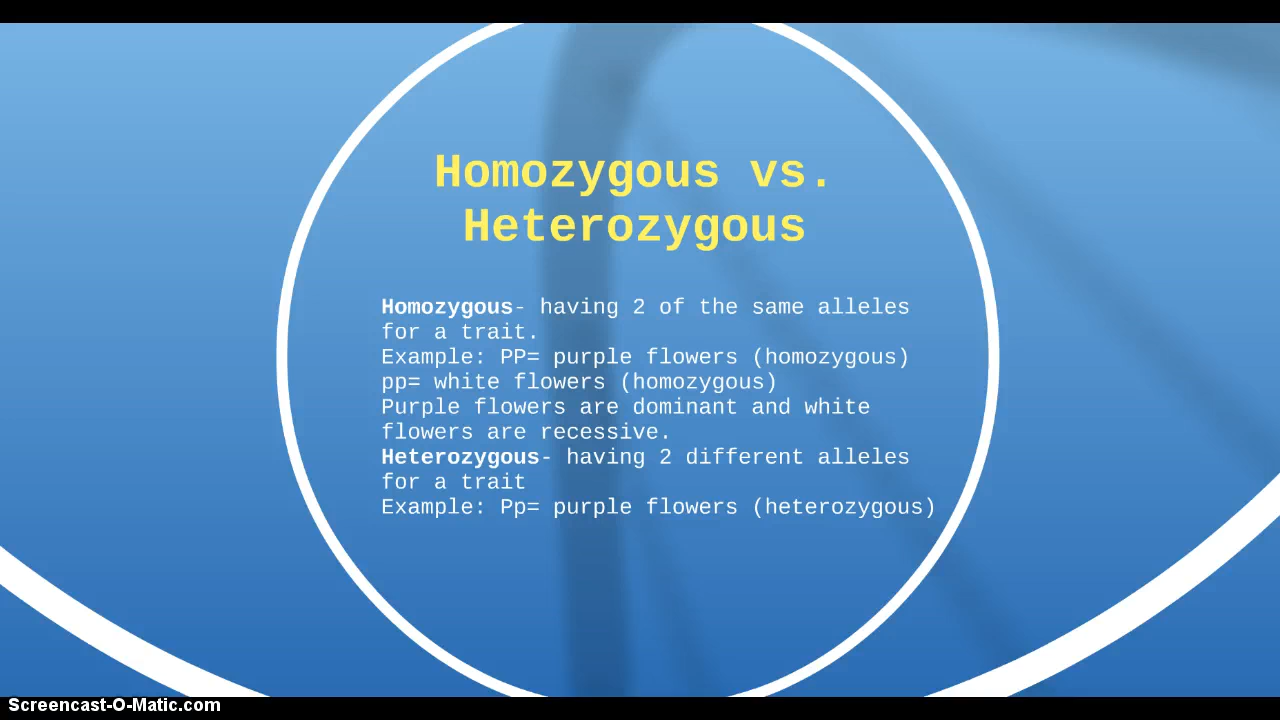 Homozygous vs.
Heterozygous
Homozygous- having 2 of the same alleles
for a trait.
Example: PP= purple flowers (homozygous)
pp= white flowers (homozygous)
Purple flowers are dominant and white
flowers are recessive.
Heterozygous- having 2 different alleles
for a trait
Example: Pp= purple flowers (heterozygous)
Screencast-O-Matic.com